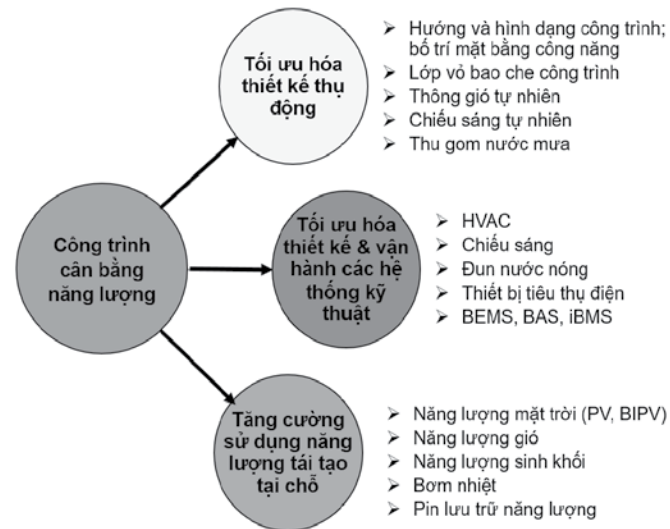 Hướng và hình dạng công trình;
bố trí mặt bằng công năng
Lớp vỏ bao che công trình
Thông gió tự nhiên
Chiếu sáng tự nhiên
Thu gom nước mưa
Tối ưu hóa
thiết kế thụ
động
Công trình
cân bằng
năng lượng
Tối ưu hóa
thiết kế & vận
hành các hệ
thống kỹ
thuật
HVAC
Chiếu sáng
Đun nước nóng
Thiết bị tiêu thụ điện
BEMS, BAS, iBMS
Tăng cường
sử dụng năng
lượng tái tạo
tại chỗ
Năng lượng mặt trời (PV, BIPV)
Năng lượng gió
Năng lượng sinh khối
Bơm nhiệt
Pin lưu trữ năng lượng